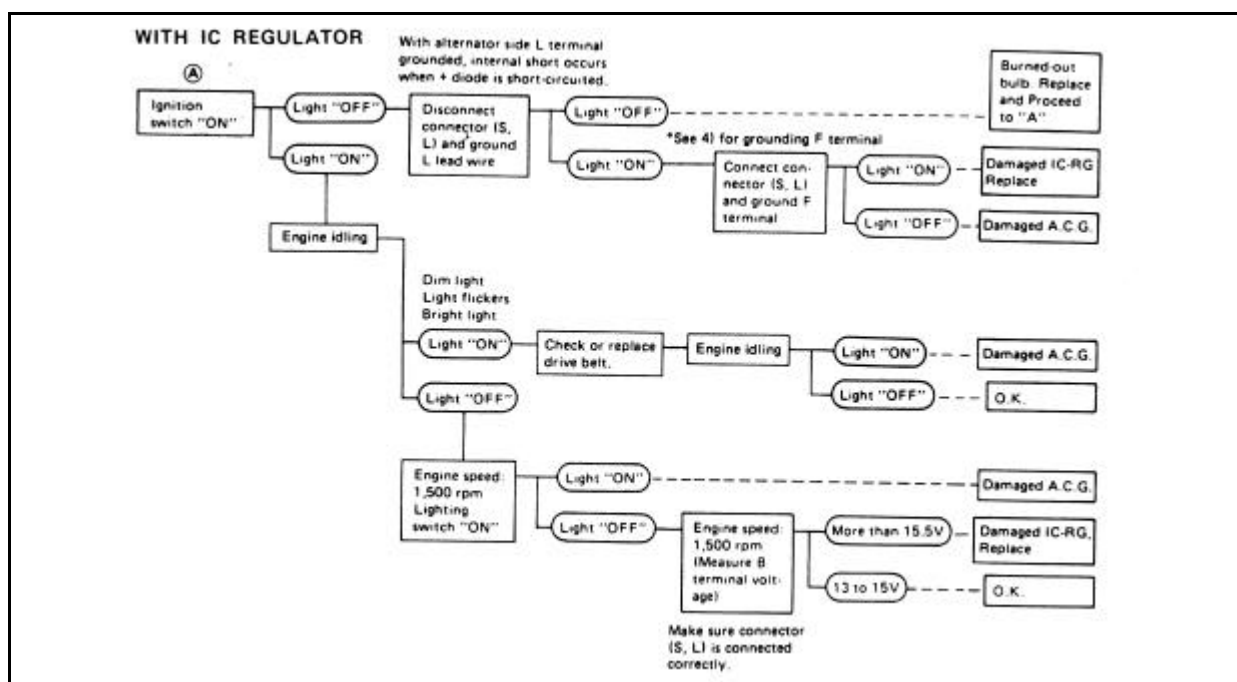 WITH IC REGULATOR
A
Ignition
switch "ON"
Light "OFF"
Light "ON"
With alternator side L terminal
grounded, internal short occurs
when + diode is short-circuited.
Disconnect
connector (S,
L) and ground
L lead wire
Light "OFF"
Burned-out
bulb. Replace
and Proceed
to "A"
*See 4) for grounding F terminal
Light "ON"
Connect con-
nector (S, L)
and ground F
terminal
Light "ON"
Damaged IC-RG
Replace
Light "OFF"
Damaged A.C.G.
Engine idling
Dim light
Light flickers
Bright light
Light "ON"
Check or replace
drive belt.
Engine idling
Light "ON"
Damaged A.C.G.
Light "OFF"
O.K.
Light "OFF"
Engine speed:
1,500 rpm
Lighting
switch "ON"
Light "ON"
Damaged A.C.G.
Light "OFF"
Engine speed:
1,500 rpm
(Measure B
terminal volt-
age)
More than 15.5V
Damaged IC-RG,
Replace
13 to 15V
O.K.
Make sure connector
(S, L) is connected
correctly.